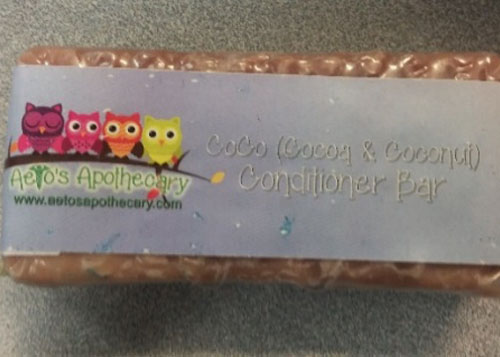 Aeto's Apothecary
www.aetosapothecary.com
CoCo (Cocoa & Coconut)
Conditioner Bar